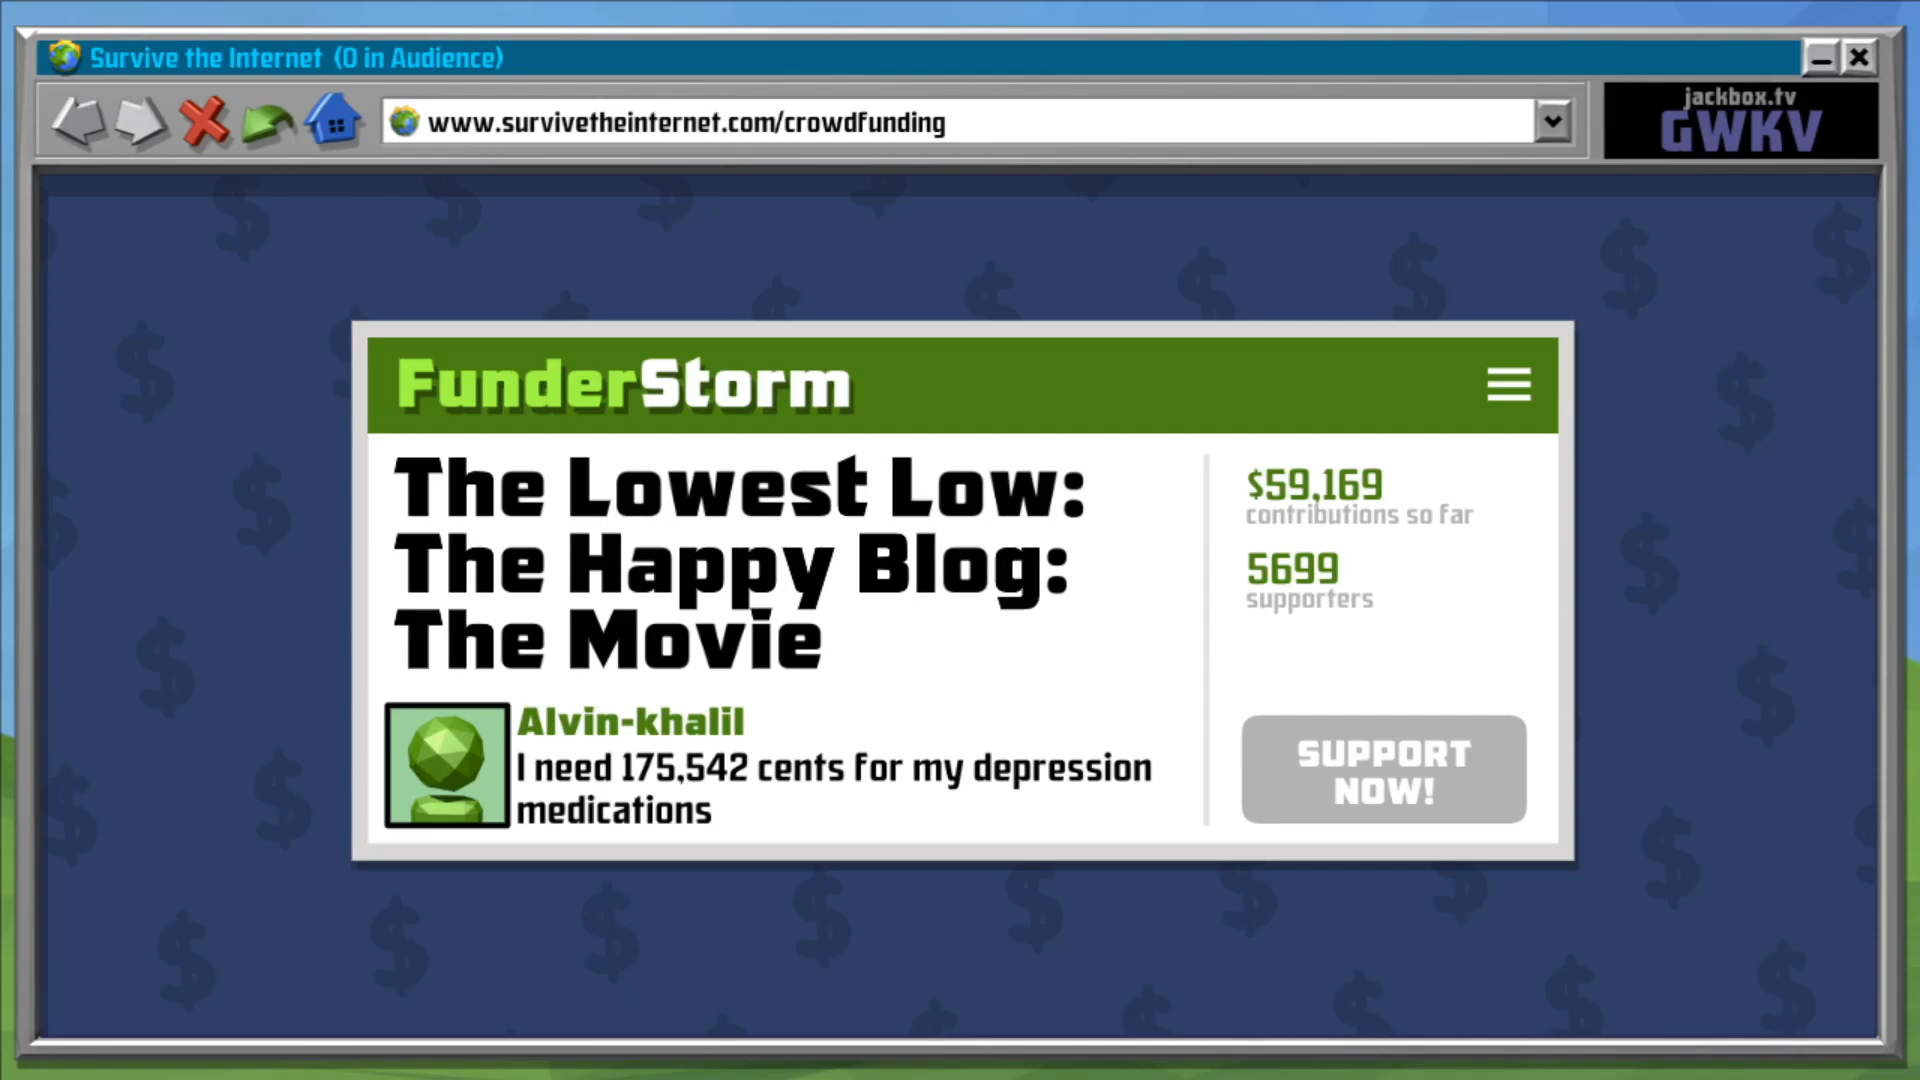 Survive the Internet (0 in Audience)
www.survivetheinternet.com/crowdfunding
jackbox.tv
GWKV
FunderStorm
The Lowest Low:
The Happy Blog:
The Movie
$59,169
contributions so far
5699
supporters
Alvin-khalil
I need 175,542 cents for my depression
medications
SUPPORT
NOW!